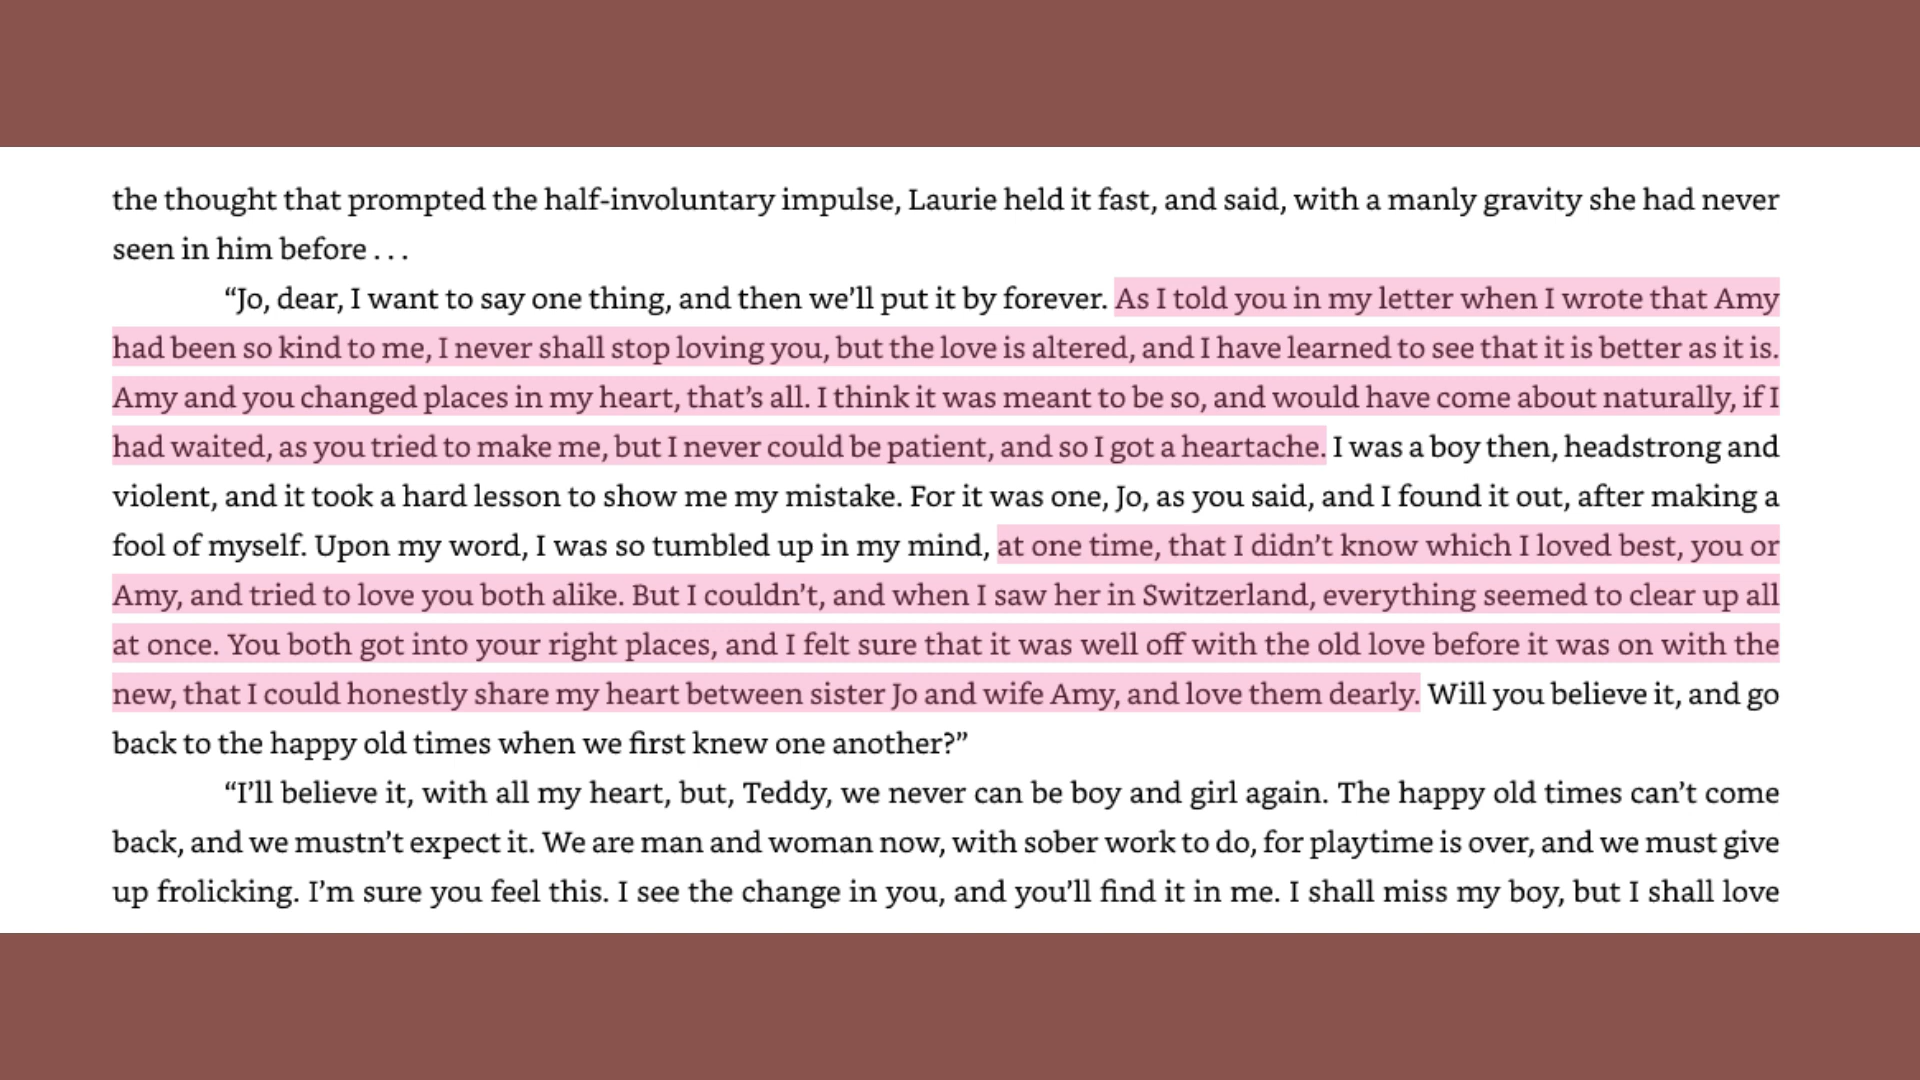 the thought that prompted the half-involuntary impulse, Laurie held it fast, and said, with a manly gravity she had never
seen in him before . . .
“Jo, dear, I want to say one thing, and then we’ll put it by forever. As I told you in my letter when I wrote that Amy
had been so kind to me, I never shall stop loving you, but the love is altered, and I have learned to see that it is better as it is.
Amy and you changed places in my heart, that’s all. I think it was meant to be so, and would have come about naturally, if I
had waited, as you tried to make me, but I never could be patient, and so I got a heartache. I was a boy then, headstrong and
violent, and it took a hard lesson to show me my mistake. For it was one, Jo, as you said, and I found it out, after making a
fool of myself. Upon my word, I was so tumbled up in my mind, at one time, that I didn’t know which I loved best, you or
Amy, and tried to love you both alike. But I couldn’t, and when I saw her in Switzerland, everything seemed to clear up all
at once. You both got into your right places, and I felt sure that it was well off with the old love before it was on with the
new, that I could honestly share my heart between sister Jo and wife Amy, and love them dearly. Will you believe it, and go
back to the happy old times when we first knew one another?”
“I’ll believe it, with all my heart, but, Teddy, we never can be boy and girl again. The happy old times can’t come
back, and we mustn’t expect it. We are man and woman now, with sober work to do, for playtime is over, and we must give
up frolicking. I’m sure you feel this. I see the change in you, and you’ll find it in me. I shall miss my boy, but I shall love